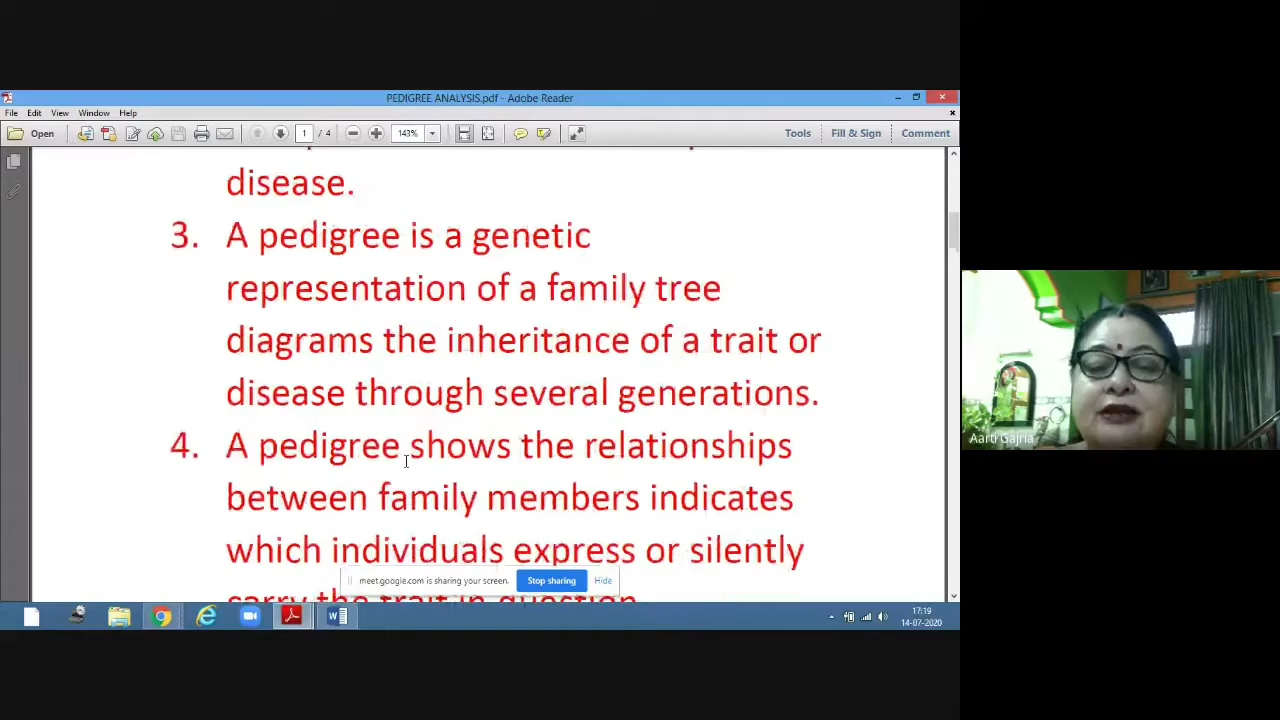 PEDIGREE ANALYSIS.pdf - Adobe Reader
File Edit View Window Help
Open 1 / 4 143% Tools Fill & Sign Comment
disease.
3. A pedigree is a genetic
representation of a family tree
diagrams the inheritance of a trait or
disease through several generations.
4. A pedigree shows the relationships
between family members indicates
which individuals express or silently
carry the trait in question
meet.google.com is sharing your screen. Stop sharing Hide
17:19
14-07-2020
Aarti Gajria